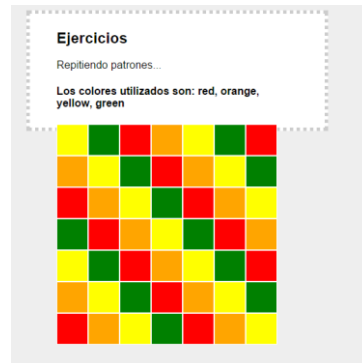 Ejercicios
Repitiendo patrones...
Los colores utilizados son: red, orange,
yellow, green